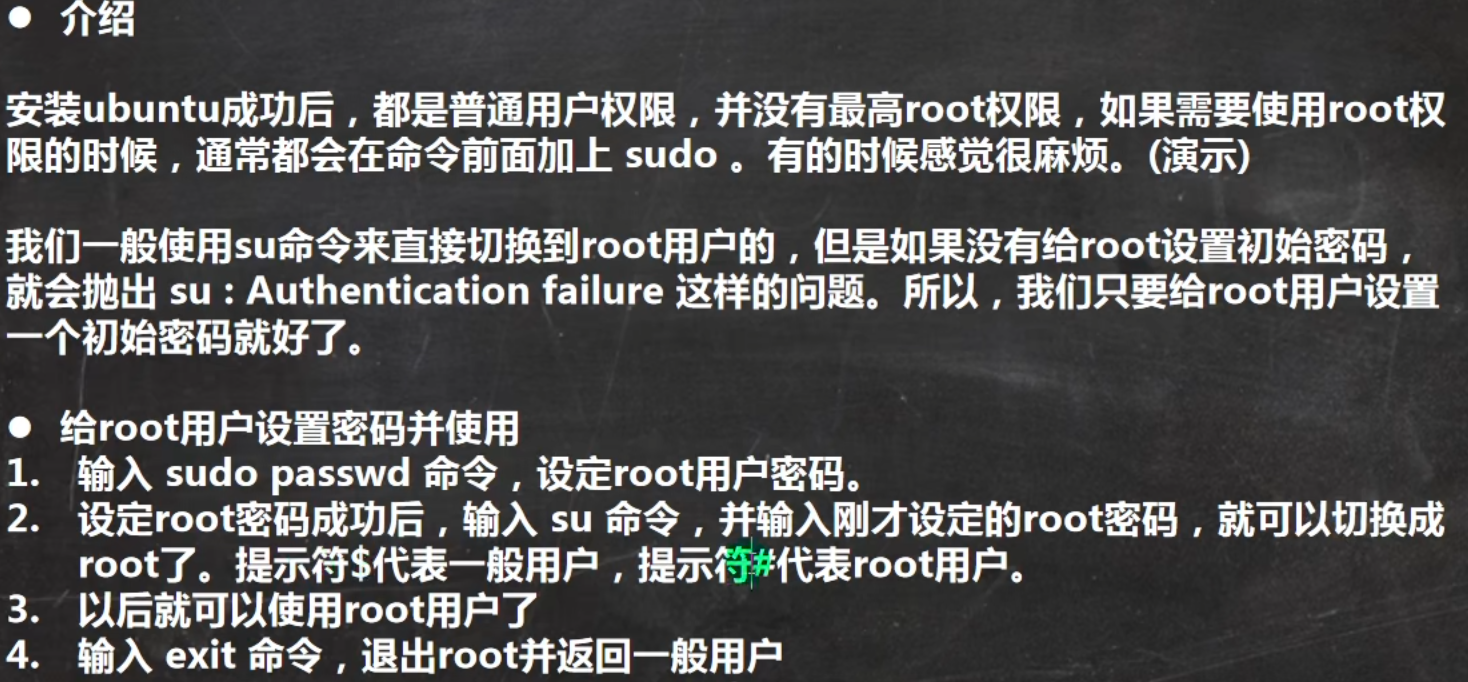 ● 介绍
安装ubuntu成功后，都是普通用户权限，并没有最高root权限，如果需要使用root权
限的时候，通常都会在命令前面加上 sudo 。有的时候感觉很麻烦。(演示)
我们一般使用su命令来直接切换到root用户的，但是如果没有给root设置初始密码，
就会抛出 su : Authentication failure 这样的问题。所以，我们只要给root用户设置
一个初始密码就好了。
● 给root用户设置密码并使用
1. 输入 sudo passwd 命令，设定root用户密码。
2. 设定root密码成功后，输入 su 命令，并输入刚才设定的root密码，就可以切换成
root了。提示符$代表一般用户，提示符#代表root用户。
3. 以后就可以使用root用户了
4. 输入 exit 命令，退出root并返回一般用户